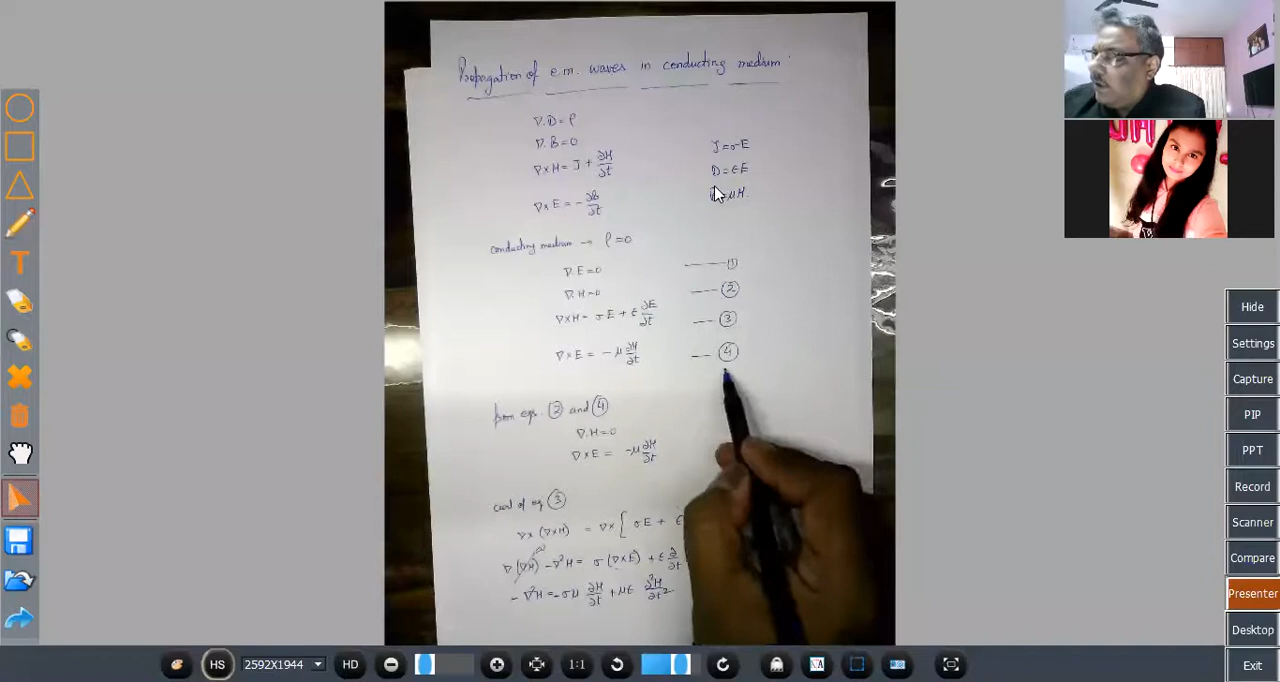 Propagation of e.m. waves in conducting medium
∇.D = ρ
∇.B = 0
∇×H = J + ∂H/∂t
∇×E = - ∂B/∂t
J = σE
D = εE
= μH.
conducting medium → ρ = 0
∇.E = 0 —— ①
∇.H = 0 —— ②
∇×H = σE + ε ∂E/∂t —— ③
∇×E = - μ ∂H/∂t —— ④
from eqs. ② and ④
∇.H = 0
∇×E = -μ ∂H/∂t
curl of eq ③
∇×(∇×H) = ∇×[ σE + ε
∇(∇.H) - ∇²H = σ(∇×E) + ε ∂/∂t
- ∇²H = -σμ ∂H/∂t + με ∂²H/∂t²
T
Hide
Settings
Capture
PIP
PPT
Record
Scanner
Compare
Presenter
Desktop
Exit
HS
2592X1944
HD
1:1